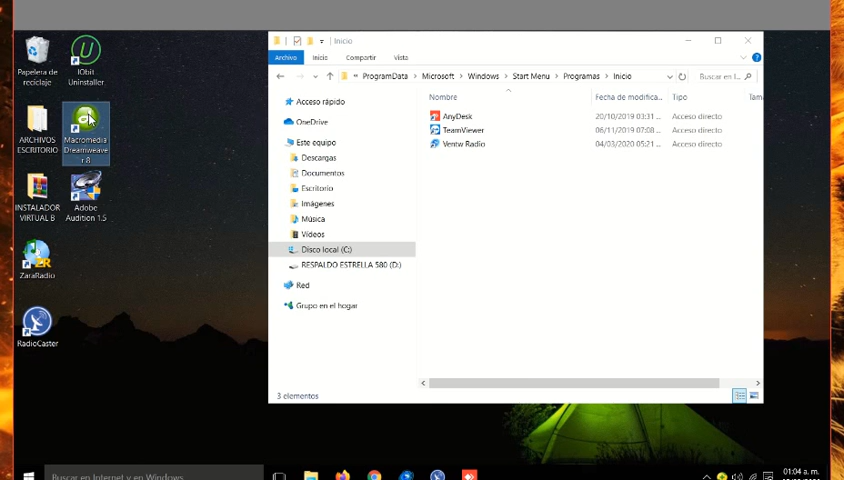 Papelera de
reciclaje
IObit
Uninstaller
ARCHIVOS
ESCRITORIO
Macromedia
Dreamweave
r 8
INSTALADOR
VIRTUAL B
Adobe
Audition 1.5
ZaraRadio
RadioCaster
Inicio
Archivo Inicio Compartir Vista
ProgramData Microsoft Windows Start Menu Programas Inicio
Buscar en I...
Acceso rápido
OneDrive
Este equipo
Descargas
Documentos
Escritorio
Imágenes
Música
Vídeos
Disco local (C:)
RESPALDO ESTRELLA 580 (D:)
Red
Grupo en el hogar
Nombre Fecha de modifica... Tipo Tam
AnyDesk 20/10/2019 03:31 ... Acceso directo
TeamViewer 06/11/2019 07:08 ... Acceso directo
Ventw Radio 04/03/2020 05:21 ... Acceso directo
3 elementos
Buscar en Internet y en Windows
01:04 a. m.